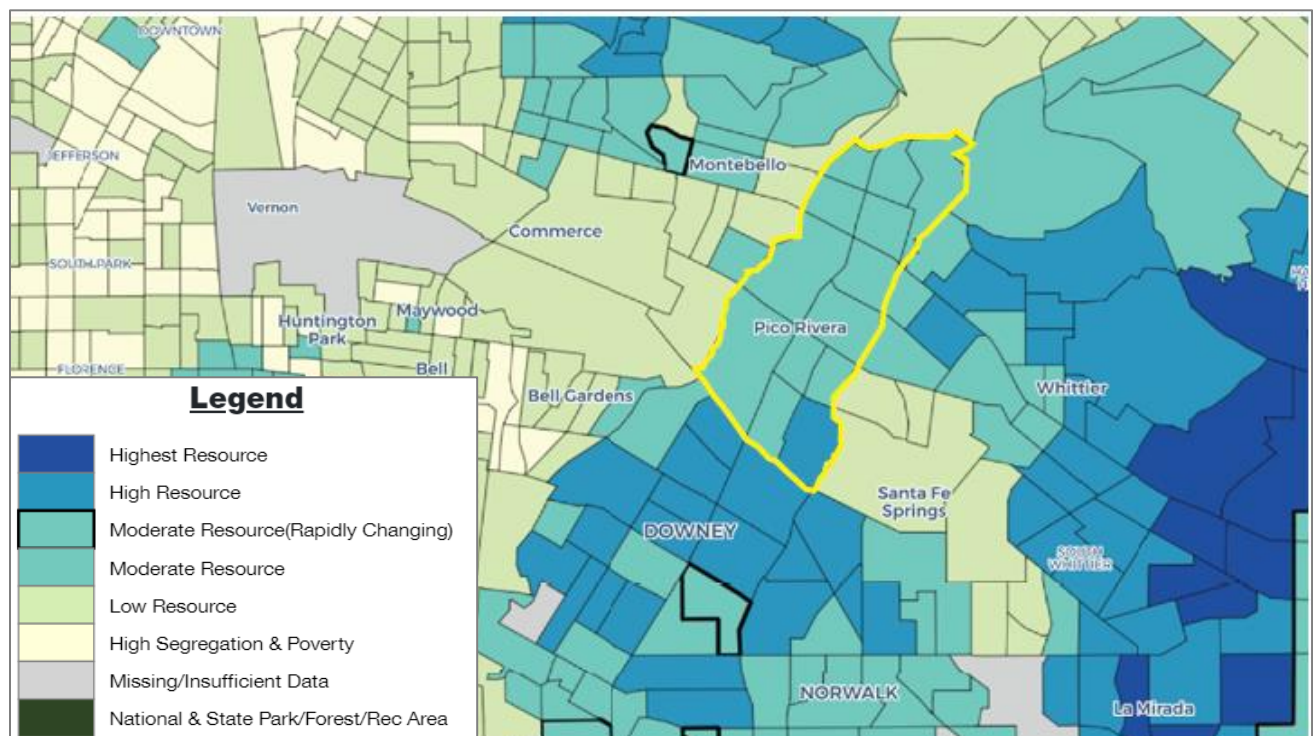 DOWNTOWN
JEFFERSON
Montebello
Vernon
Commerce
SOUTH PARK
Maywood
Huntington
Park
Pico Rivera
FLORENCE
Bell
Bell Gardens
Whittier
Legend
Highest Resource
High Resource
Moderate Resource(Rapidly Changing)
Moderate Resource
Low Resource
High Segregation & Poverty
Missing/Insufficient Data
National & State Park/Forest/Rec Area
Santa Fe
Springs
DOWNEY
SOUTH
WHITTIER
NORWALK
La Mirada